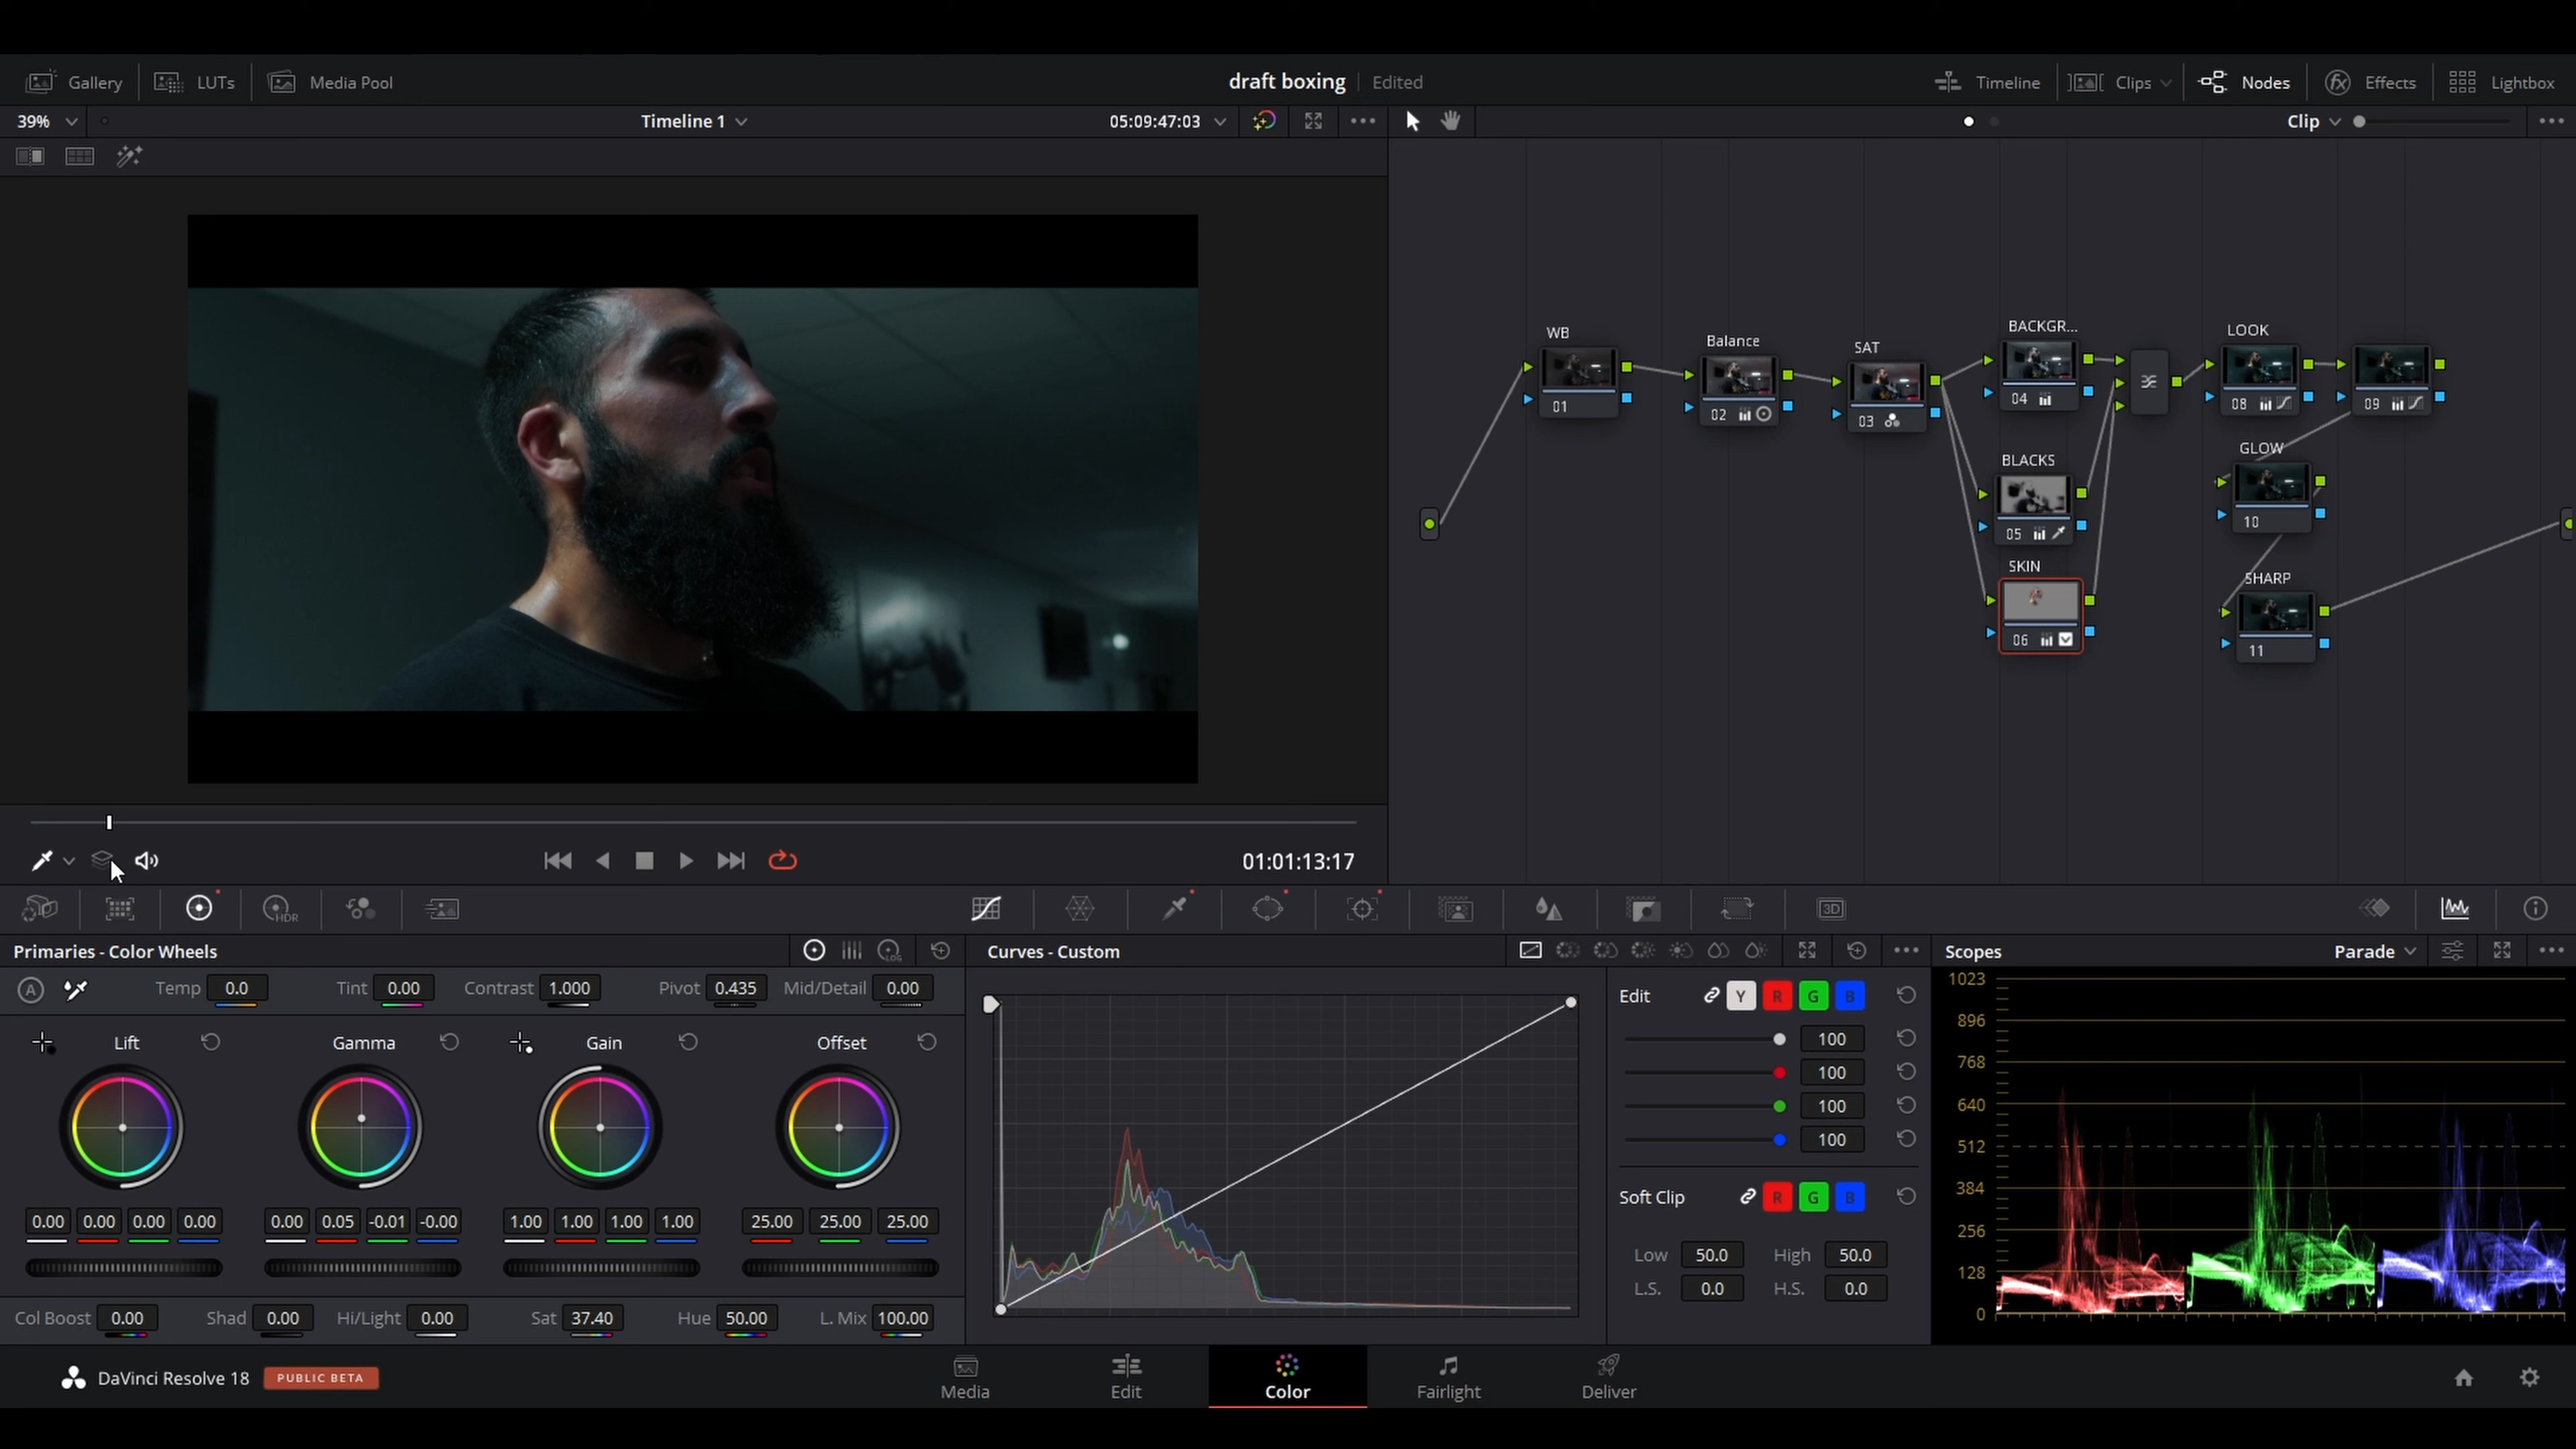 Gallery LUTs Media Pool draft boxing Edited Timeline Clips Nodes Effects Lightbox
39% Timeline 1 05:09:47:03 Clip
WB
01
Balance
02
SAT
03
BACKGR...
04
BLACKS
05
SKIN
06
LOOK
08
09
GLOW
10
SHARP
11
01:01:13:17
HDR
3D
Primaries - Color Wheels
LOG
A Temp 0.0 Tint 0.00 Contrast 1.000 Pivot 0.435 Mid/Detail 0.00
Lift Gamma Gain Offset
0.00 0.00 0.00 0.00 0.00 0.05 -0.01 -0.00 1.00 1.00 1.00 1.00 25.00 25.00 25.00
Col Boost 0.00 Shad 0.00 Hi/Light 0.00 Sat 37.40 Hue 50.00 L. Mix 100.00
Curves - Custom
Edit Y R G B
100
100
100
100
Soft Clip R G B
Low 50.0 High 50.0
L.S. 0.0 H.S. 0.0
Scopes Parade
1023
896
768
640
512
384
256
128
0
DaVinci Resolve 18 PUBLIC BETA
Media Edit Color Fairlight Deliver